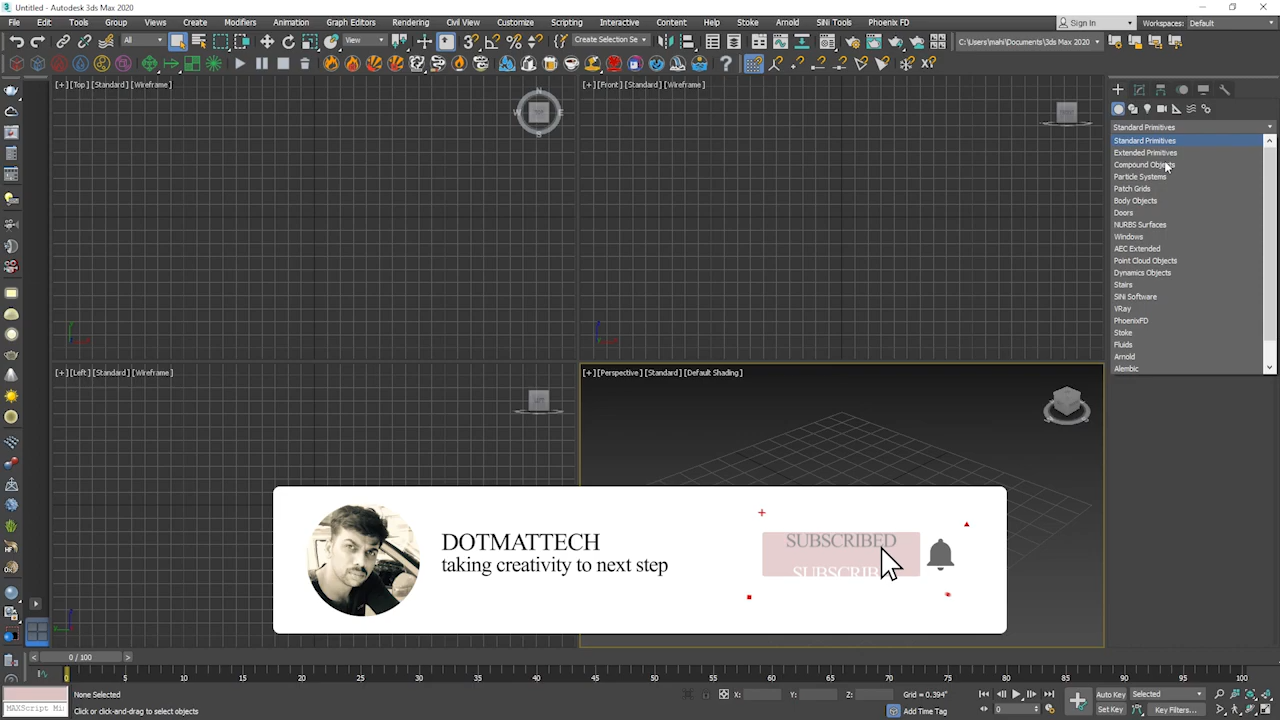 Untitled - Autodesk 3ds Max 2020
File Edit Tools Group Views Create Modifiers Animation Graph Editors Rendering Civil View Customize Scripting Interactive Content Help Stoke Arnold SiNi Tools Phoenix FD
Sign In Workspaces: Default
All View Create Selection Se C:\Users\mahi\Documents\3ds Max 2020
[+] [Top] [Standard] [Wireframe]
N
W E
S
[+] [Front] [Standard] [Wireframe]
Standard Primitives
Standard Primitives
Extended Primitives
Compound Objects
Particle Systems
Patch Grids
Body Objects
Doors
NURBS Surfaces
Windows
AEC Extended
Point Cloud Objects
Dynamics Objects
Stairs
SiNi Software
VRay
PhoenixFD
Stoke
Fluids
Arnold
Alembic
[+] [Left] [Standard] [Wireframe]
[+] [Perspective] [Standard] [Default Shading]
DOTMATTECH
taking creativity to next step
SUBSCRIBED
SUBSCRIB
0 / 100
0 5 10 15 20 25 30 35 40 45 50 55 60 65 70 75 80 85 90 95 100
None Selected
X: Y: Z: Grid = 0.394"
Auto Key Selected
MAXScript Mi
Click or click-and-drag to select objects
Add Time Tag
0
Set Key Key Filters...